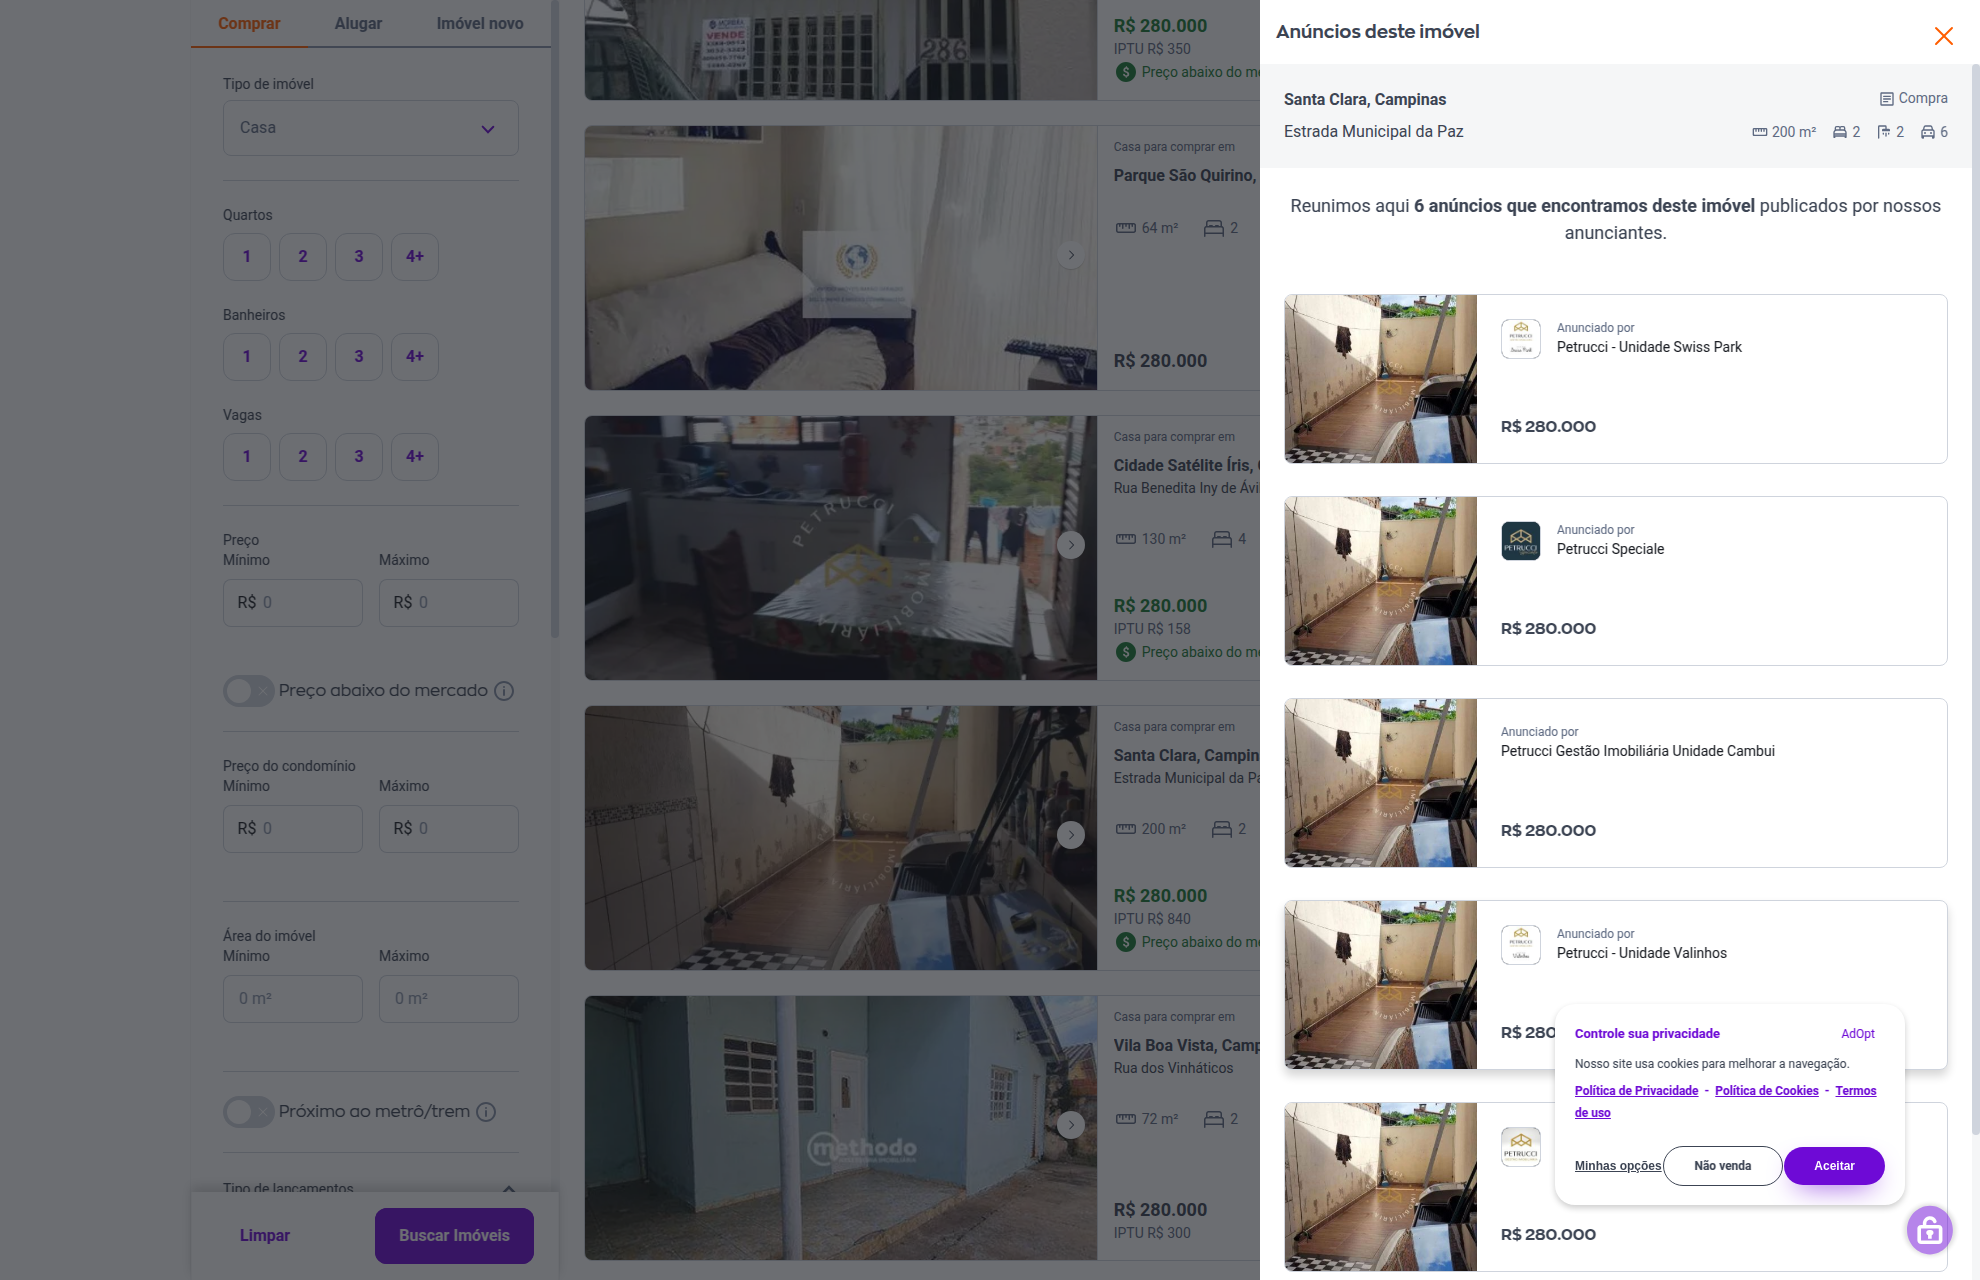 Comprar
Alugar
Imóvel novo
Tipo de imóvel
Casa
Quartos
1
2
3
4+
Banheiros
1
2
3
4+
Vagas
1
2
3
4+
Preço
Mínimo
Máximo
R$ 0
R$ 0
Preço abaixo do mercado
Preço do condomínio
Mínimo
Máximo
R$ 0
R$ 0
Área do imóvel
Mínimo
Máximo
0 m²
0 m²
Próximo ao metrô/trem
Tipo de lançamentos
Limpar
Buscar Imóveis
VENDE
286
R$ 280.000
IPTU R$ 350
Preço abaixo do me
Casa para comprar em
Parque São Quirino,
64 m²
2
R$ 280.000
PETRUCCI
IMOBILIÁRIA
Casa para comprar em
Cidade Satélite Íris,
Rua Benedita Iny de Ávi
130 m²
4
R$ 280.000
IPTU R$ 158
Preço abaixo do me
Casa para comprar em
Santa Clara, Campin
Estrada Municipal da Pa
200 m²
2
R$ 280.000
IPTU R$ 840
Preço abaixo do me
methodo
Casa para comprar em
Vila Boa Vista, Camp
Rua dos Vinháticos
72 m²
2
R$ 280.000
IPTU R$ 300
Anúncios deste imóvel
Santa Clara, Campinas
Compra
Estrada Municipal da Paz
200 m²
2
2
6
Reunimos aqui 6 anúncios que encontramos deste imóvel publicados por nossos
anunciantes.
Anunciado por
Petrucci - Unidade Swiss Park
R$ 280.000
PETRUCCI
Anunciado por
Petrucci Speciale
R$ 280.000
Anunciado por
Petrucci Gestão Imobiliária Unidade Cambui
R$ 280.000
Anunciado por
Petrucci - Unidade Valinhos
R$ 280
PETRUCCI
R$ 280.000
Controle sua privacidade
AdOpt
Nosso site usa cookies para melhorar a navegação.
Política de Privacidade - Política de Cookies - Termos
de uso
Minhas opções
Não venda
Aceitar